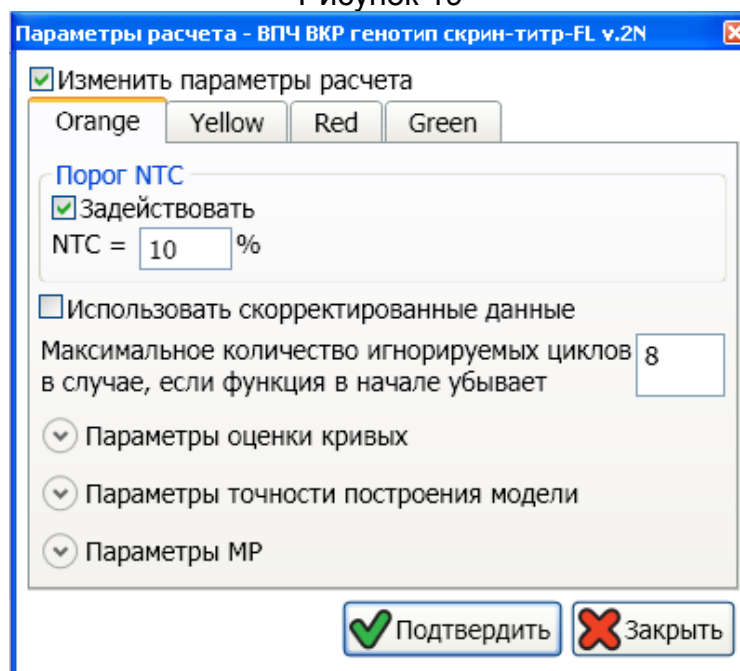 Параметры расчета - ВПЧ ВКР генотип скрин-титр-FL v.2N
Изменить параметры расчета
Orange Yellow Red Green
Порог NTC
Задействовать
NTC = 10 %
Использовать скорректированные данные
Максимальное количество игнорируемых циклов 8
в случае, если функция в начале убывает
Параметры оценки кривых
Параметры точности построения модели
Параметры МР
Подтвердить Закрыть